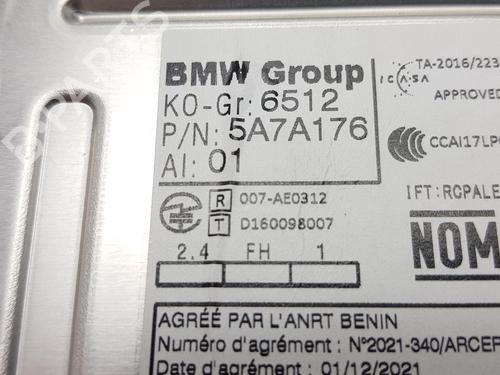 BMW Group
KO-Gr: 6512
P/N: 5A7A176
AI: 01
TA-2016/223
ICASA
APPROVED
CCAI17LP
R 007-AE0312
T D160098007
IFT: RCPALE
2.4 FH 1
NOM
AGRÉÉ PAR L'ANRT BENIN
Numéro d'agrément: N°2021-340/ARCEP
Date d'agrément: 01/12/2021